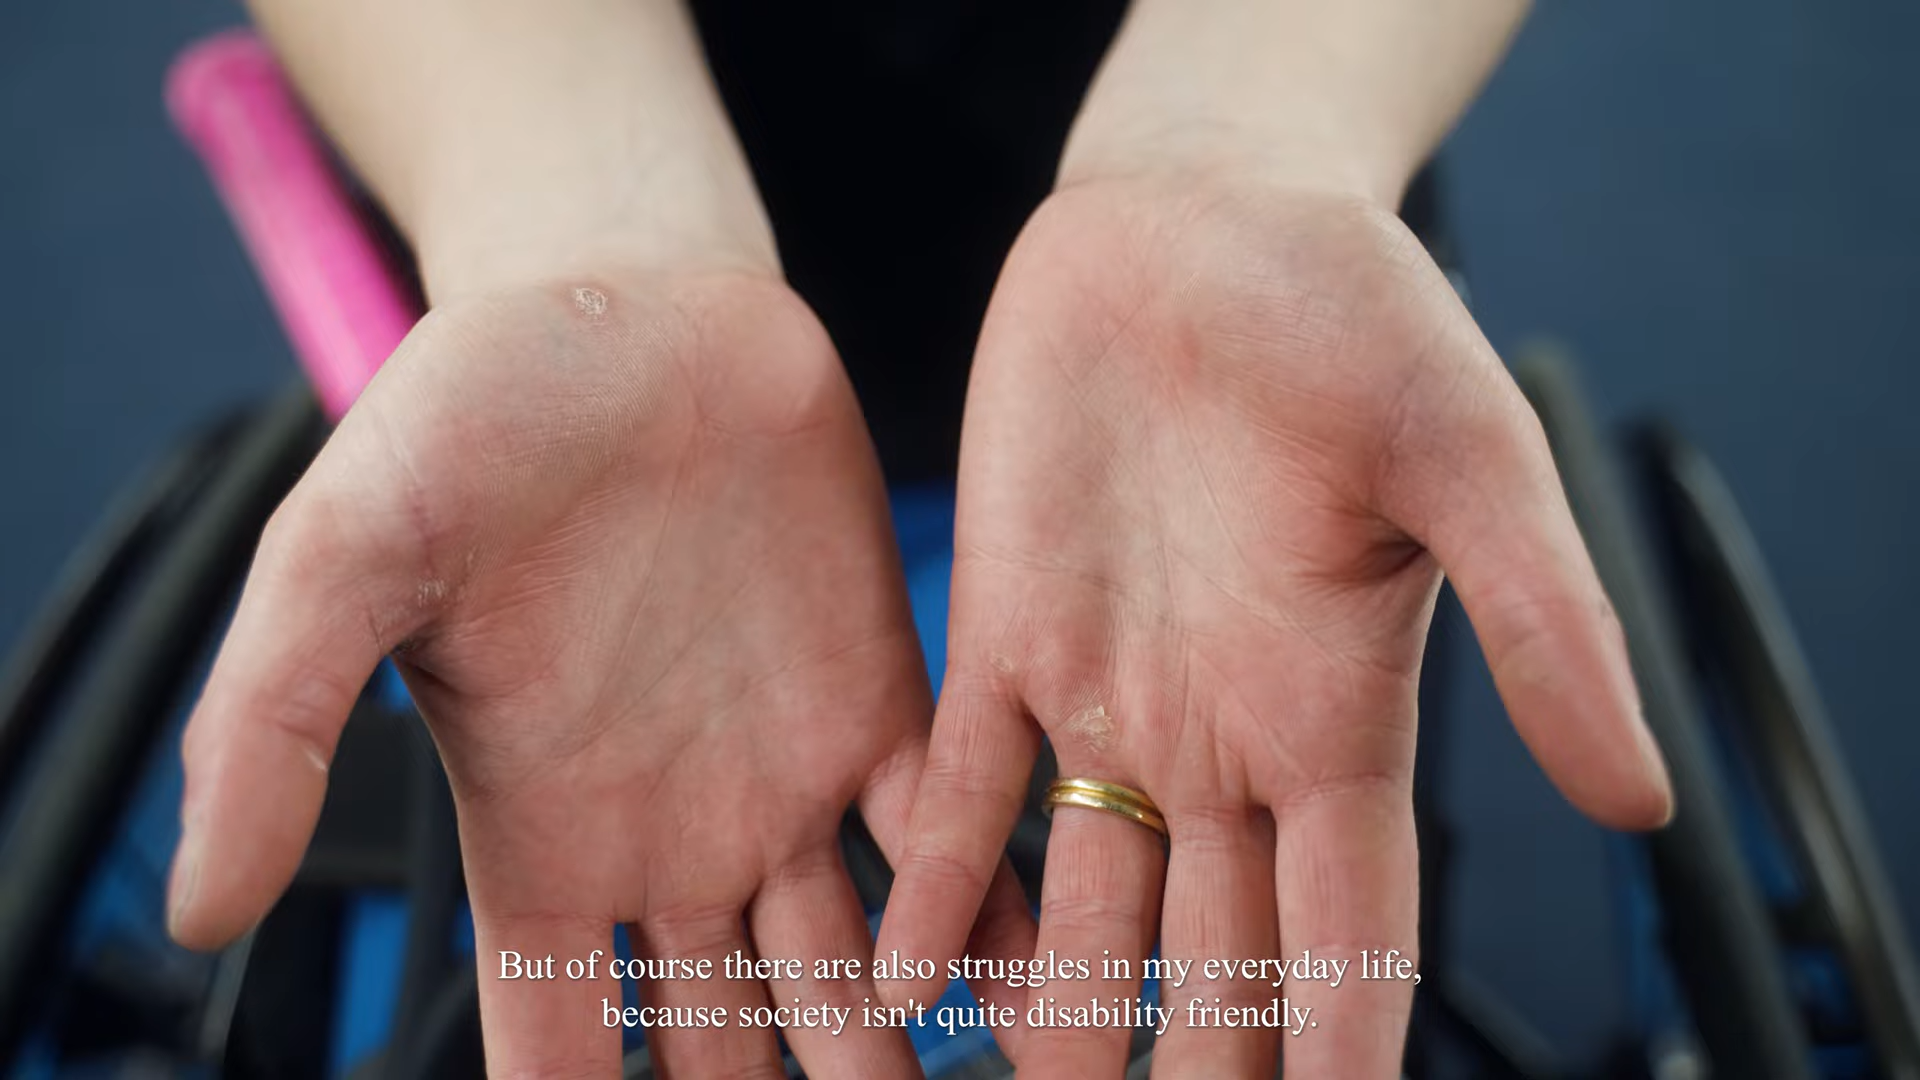 But of course there are also struggles in my everyday life,
because society isn't quite disability friendly.